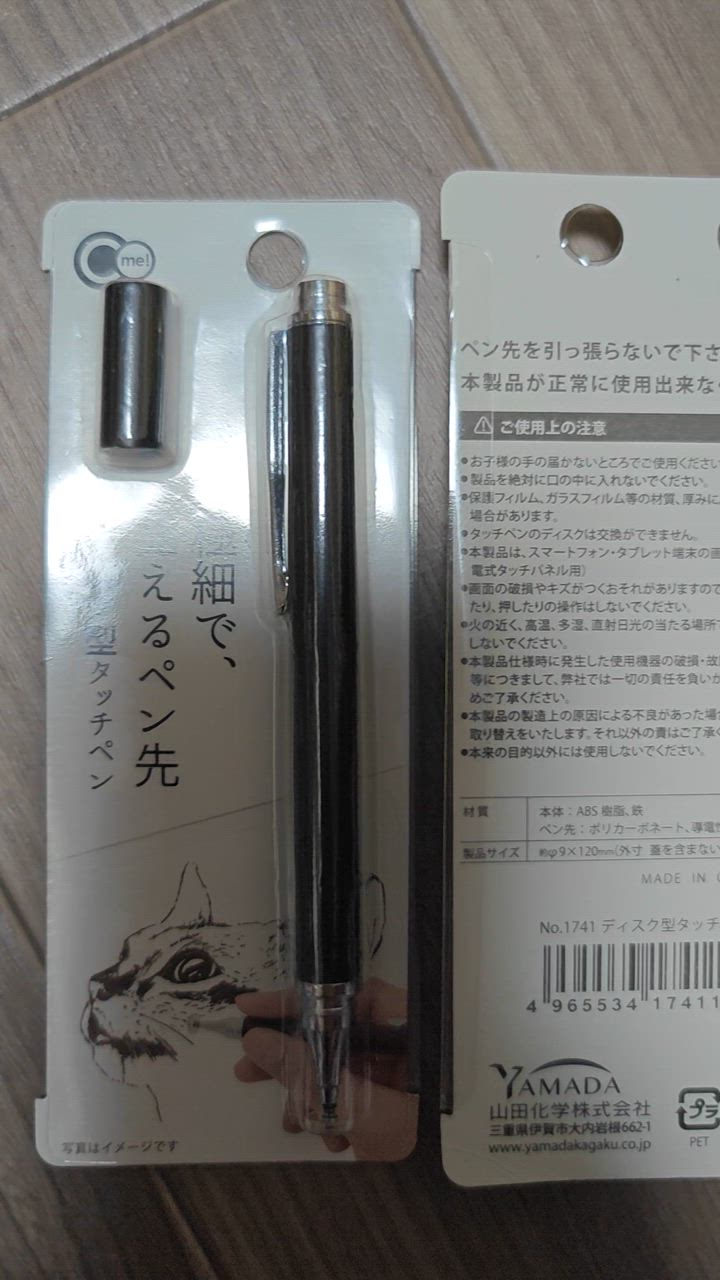 me!
細で、
えるペン先
型タッチペン
写真はイメージです
ペン先を引っ張らないで下さ
本製品が正常に使用出来な
ご使用上の注意
●お子様の手の届かないところでご使用ください
●製品を絶対に口の中に入れないでください。
●保護フィルム、ガラスフィルム等の材質、厚みに
場合があります。
●タッチペンのディスクは交換ができません。
●本製品は、スマートフォン・タブレット端末の画
電式タッチパネル用)
●画面の破損やキズがつくおそれがありますので
たり、押したりの操作はしないでください。
●火の近く、高温、多湿、直射日光の当たる場所
しないでください。
●本製品仕様時に発生した使用機器の破損・故
等につきまして、弊社では一切の責任を負い
めご了承ください。
●本製品の製造上の原因による不良があった場
取り替えをいたします。それ以外の責はご了承
●本来の目的以外には使用しないでください。
材質
本体:ABS 樹脂、鉄
ペン先:ポリカーボネート、導電
製品サイズ
約φ9×120mm(外寸 蓋を含まない
MADE IN
No.1741 ディスク型タッチ
4 965534 17411
YAMADA
山田化学株式会社
三重県伊賀市大内岩根662-1
www.yamadakagaku.co.jp
プラ
PET